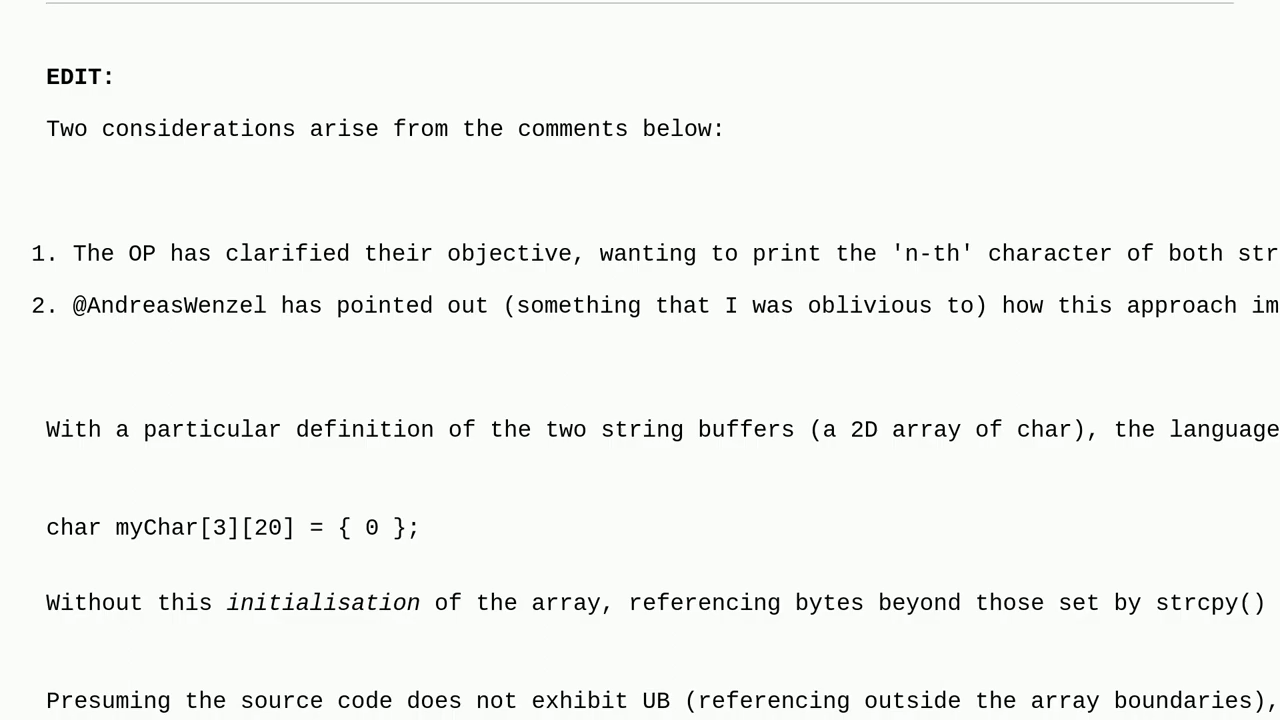 EDIT:
Two considerations arise from the comments below:
1. The OP has clarified their objective, wanting to print the 'n-th' character of both str
2. @AndreasWenzel has pointed out (something that I was oblivious to) how this approach im
With a particular definition of the two string buffers (a 2D array of char), the language
char myChar[3][20] = { 0 };
Without this initialisation of the array, referencing bytes beyond those set by strcpy()
Presuming the source code does not exhibit UB (referencing outside the array boundaries),